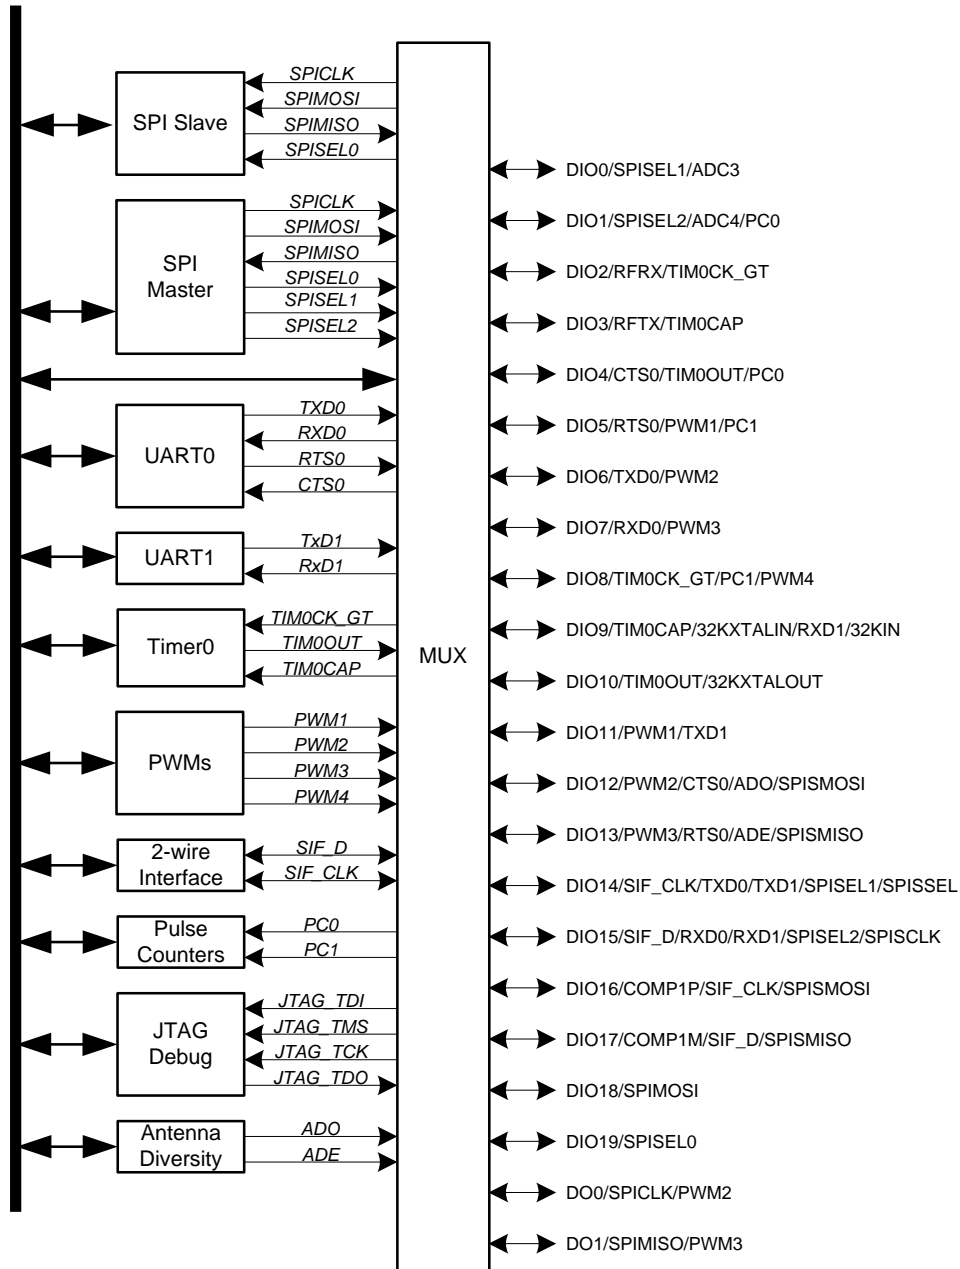 SPI Slave
SPICLK
SPIMOSI
SPIMISO
SPISEL0
SPI
Master
SPICLK
SPIMOSI
SPIMISO
SPISEL0
SPISEL1
SPISEL2
UART0
TXD0
RXD0
RTS0
CTS0
UART1
TxD1
RxD1
Timer0
TIM0CK_GT
TIM0OUT
TIM0CAP
PWMs
PWM1
PWM2
PWM3
PWM4
2-wire
Interface
SIF_D
SIF_CLK
Pulse
Counters
PC0
PC1
JTAG
Debug
JTAG_TDI
JTAG_TMS
JTAG_TCK
JTAG_TDO
Antenna
Diversity
ADO
ADE
MUX
DIO0/SPISEL1/ADC3
DIO1/SPISEL2/ADC4/PC0
DIO2/RFRX/TIM0CK_GT
DIO3/RFTX/TIM0CAP
DIO4/CTS0/TIM0OUT/PC0
DIO5/RTS0/PWM1/PC1
DIO6/TXD0/PWM2
DIO7/RXD0/PWM3
DIO8/TIM0CK_GT/PC1/PWM4
DIO9/TIM0CAP/32KXTALIN/RXD1/32KIN
DIO10/TIM0OUT/32KXTALOUT
DIO11/PWM1/TXD1
DIO12/PWM2/CTS0/ADO/SPISMOSI
DIO13/PWM3/RTS0/ADE/SPISMISO
DIO14/SIF_CLK/TXD0/TXD1/SPISEL1/SPISSEL
DIO15/SIF_D/RXD0/RXD1/SPISEL2/SPISCLK
DIO16/COMP1P/SIF_CLK/SPISMOSI
DIO17/COMP1M/SIF_D/SPISMISO
DIO18/SPIMOSI
DIO19/SPISEL0
DO0/SPICLK/PWM2
DO1/SPIMISO/PWM3